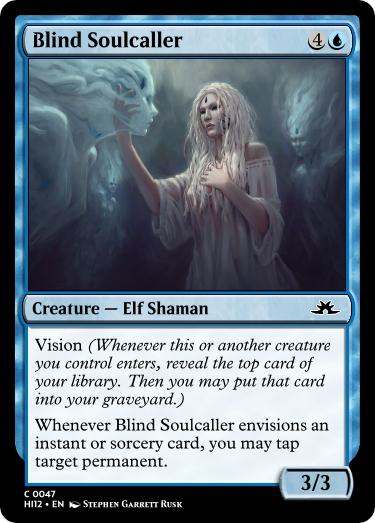 Blind Soulcaller 4
Creature — Elf Shaman
Vision (Whenever this or another creature
you control enters, reveal the top card of
your library. Then you may put that card
into your graveyard.)
Whenever Blind Soulcaller envisions an
instant or sorcery card, you may tap
target permanent.
3/3
C 0047
HI12 • EN STEPHEN GARRETT RUSK